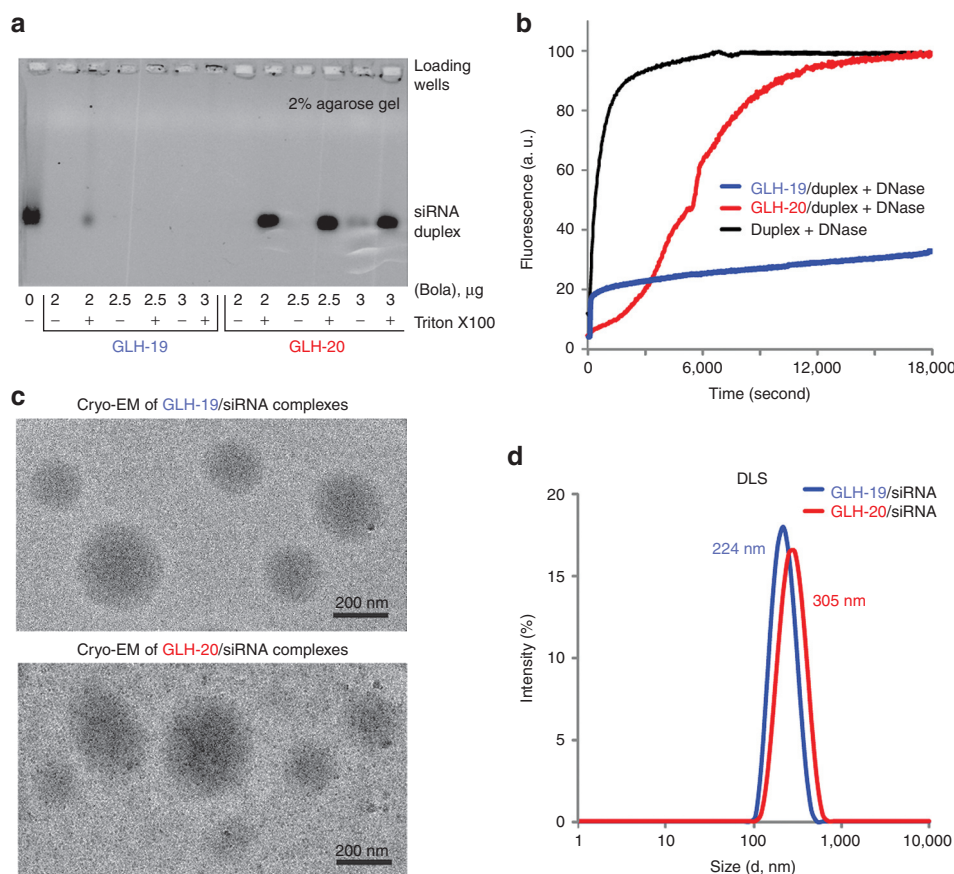 a
Loading
wells
2% agarose gel
siRNA
duplex
0 2 2 2.5 2.5 3 3 2 2 2.5 2.5 3 3 (Bola), μg
– – + – + – + – + – + – + Triton X100
GLH-19 GLH-20
b
100
80
60
40
20
0
Fluorescence (a. u.)
GLH-19/duplex + DNase
GLH-20/duplex + DNase
Duplex + DNase
0 6,000 12,000 18,000
Time (second)
c
Cryo-EM of GLH-19/siRNA complexes
200 nm
Cryo-EM of GLH-20/siRNA complexes
200 nm
d
DLS
GLH-19/siRNA
GLH-20/siRNA
20
15
10
5
0
Intensity (%)
224 nm
305 nm
1 10 100 1,000 10,000
Size (d, nm)